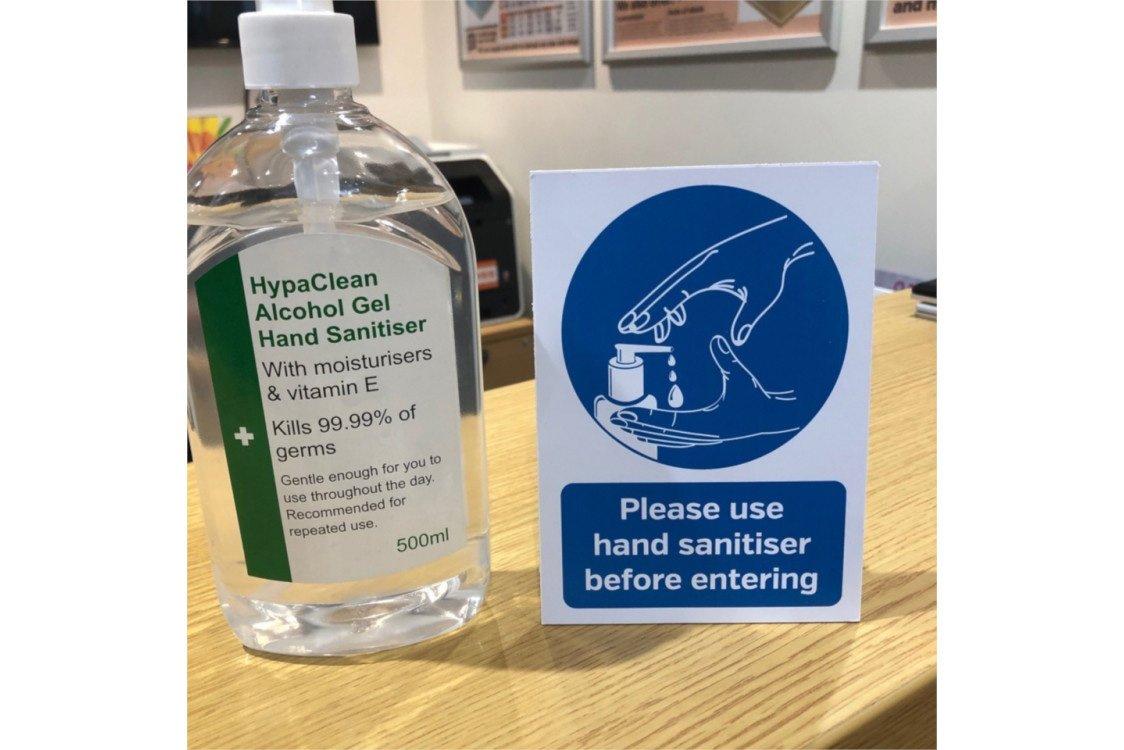 and
HypaClean
Alcohol Gel
Hand Sanitiser
With moisturisers
& vitamin E
Kills 99.99% of
germs
Gentle enough for you to
use throughout the day.
Recommended for
repeated use.
500ml
Please use
hand sanitiser
before entering